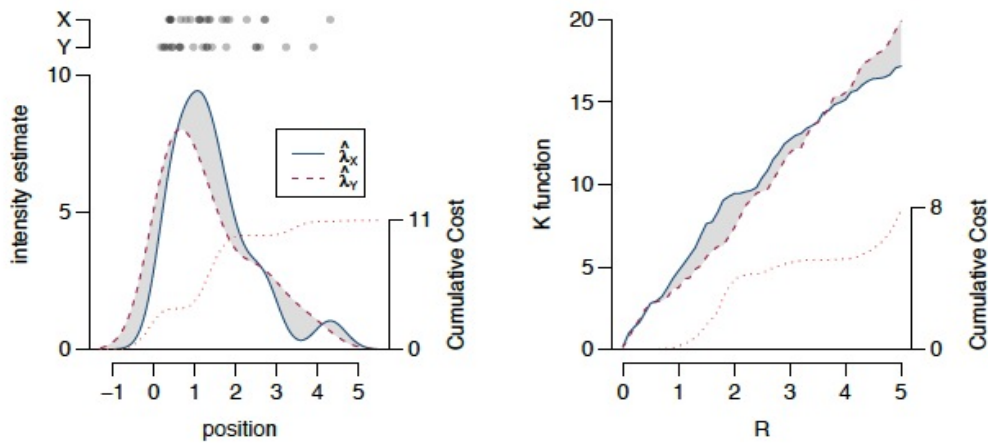 X
Y
10
5
0
intensity estimate
λ̂X
λ̂Y
11
0
Cumulative Cost
−1 0 1 2 3 4 5
position
20
15
10
5
0
K function
8
0
Cumulative Cost
0 1 2 3 4 5
R